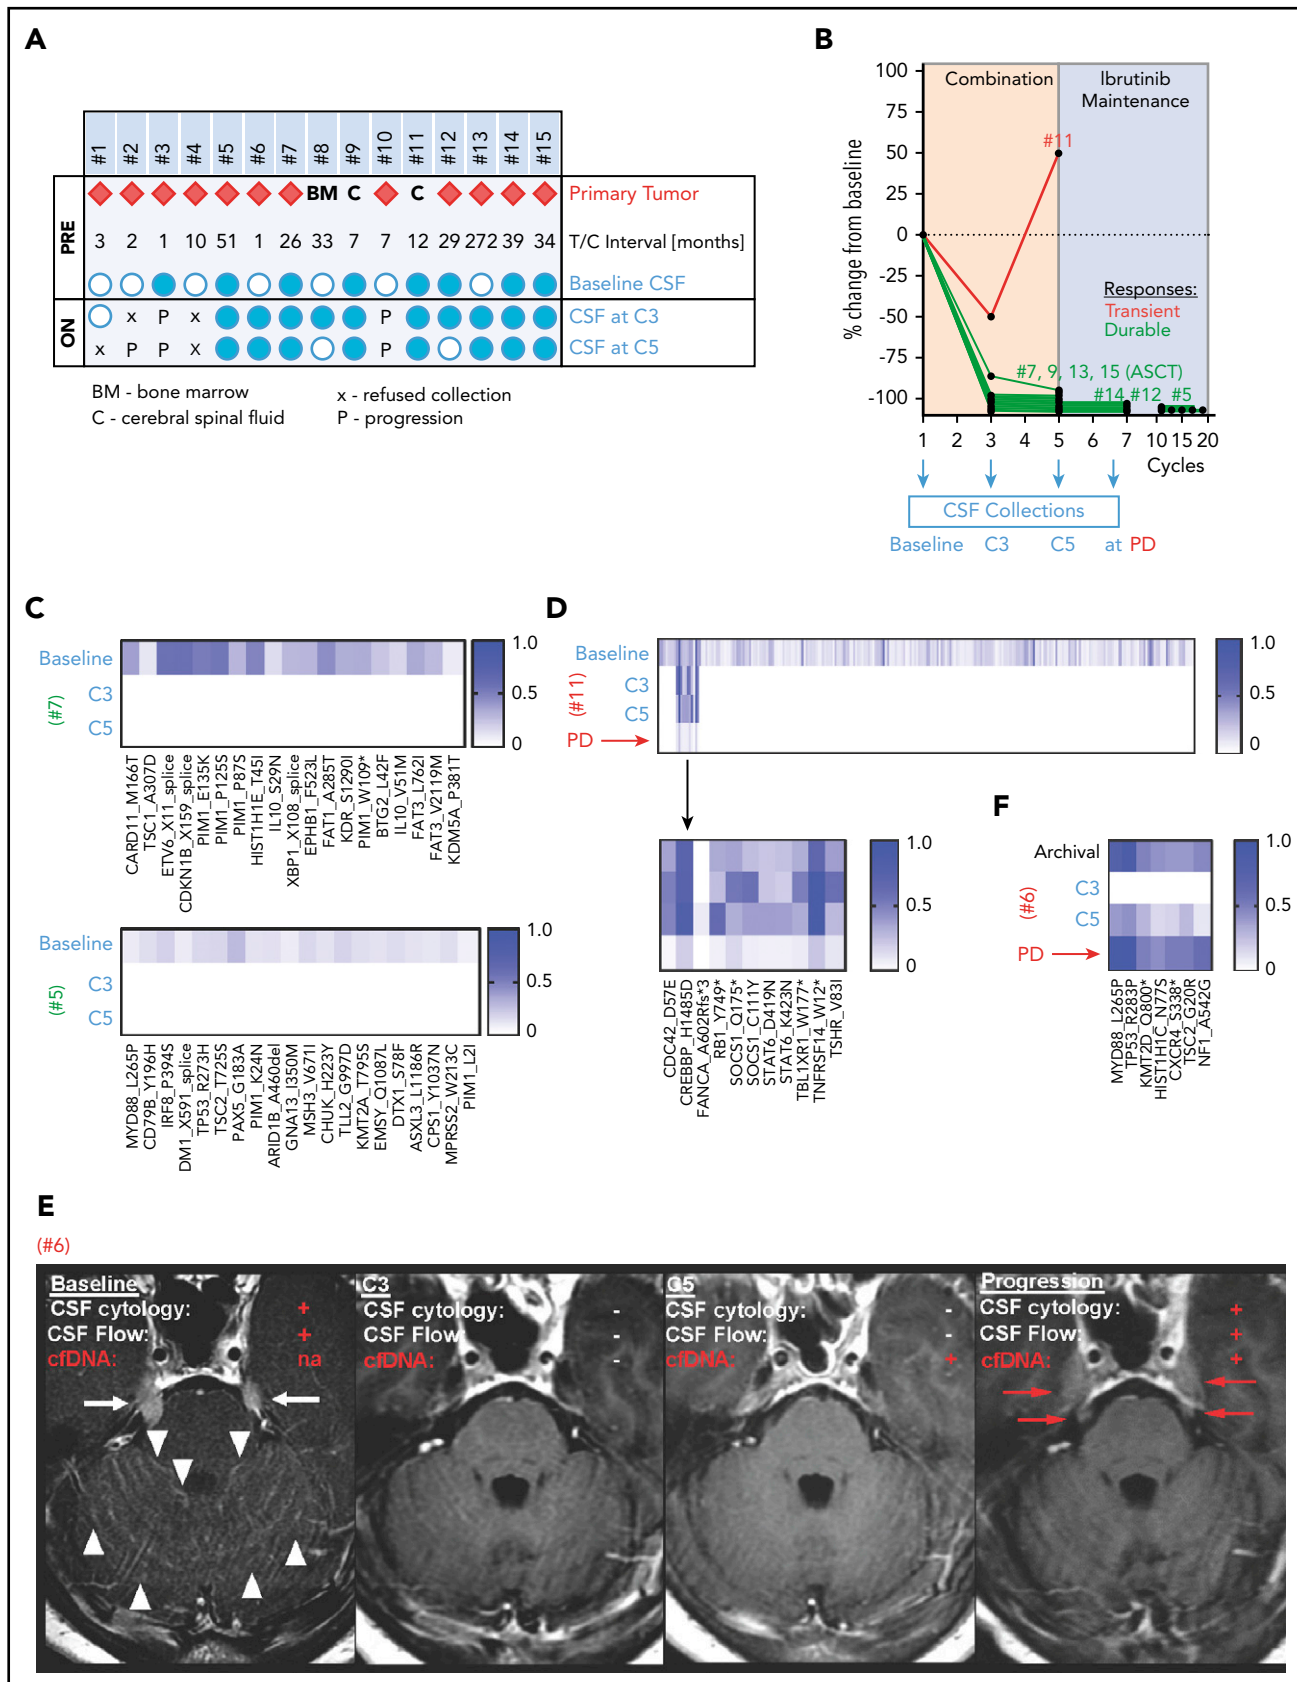 A
#1 #2 #3 #4 #5 #6 #7 #8 #9 #10 #11 #12 #13 #14 #15
PRE
BM C C Primary Tumor
3 2 1 10 51 1 26 33 7 7 12 29 272 39 34 T/C Interval [months]
Baseline CSF
ON
x P x P CSF at C3
x P P X P CSF at C5
BM - bone marrow
C - cerebral spinal fluid
x - refused collection
P - progression
B
% change from baseline
100
75
50
25
0
-25
-50
-75
-100
Combination
Ibrutinib
Maintenance
#11
Responses:
Transient
Durable
#7, 9, 13, 15 (ASCT)
#14 #12 #5
1 2 3 4 5 6 7 10 15 20
Cycles
CSF Collections
Baseline C3 C5 at PD
C
(#7)
Baseline
C3
C5
1.0
0.5
0
CARD11_M166T
TSC1_A307D
ETV6_X11_splice
CDKN1B_X159_splice
PIM1_E135K
PIM1_P125S
PIM1_P87S
HIST1H1E_T45I
IL10_S29N
XBP1_X108_splice
EPHB1_F523L
FAT1_A285T
KDR_S1290I
PIM1_W109*
BTG2_L42F
IL10_V51M
FAT3_L762I
FAT3_V2119M
KDM5A_P381T
(#5)
Baseline
C3
C5
1.0
0.5
0
MYD88_L265P
CD79B_Y196H
IRF8_P394S
DM1_X591_splice
TP53_R273H
TSC2_T725S
PAX5_G183A
PIM1_K24N
ARID1B_A460del
GNA13_I350M
MSH3_V671I
CHUK_H223Y
TLL2_G997D
KMT2A_T795S
EMSY_Q1087L
DTX1_S78F
ASXL3_L1186R
CPS1_Y1037N
MPRSS2_W213C
PIM1_L2I
D
(#11)
Baseline
C3
C5
PD
1.0
0.5
0
1.0
0.5
0
CDC42_D57E
CREBBP_H1485D
FANCA_A602Rfs*3
RB1_Y749*
SOCS1_Q175*
SOCS1_C111Y
STAT6_D419N
STAT6_K423N
TBL1XR1_W177*
TNFRSF14_W12*
TSHR_V83I
F
(#6)
Archival
C3
C5
PD
1.0
0.5
0
MYD88_L265P
TP53_R283P
KMT2D_Q800*
HIST1H1C_N77S
CXCR4_S338*
TSC2_G20R
NF1_A542G
E
(#6)
Baseline
CSF cytology: +
CSF Flow: +
cfDNA: na
C3
CSF cytology: -
CSF Flow: -
cfDNA: -
C5
CSF cytology: -
CSF Flow: -
cfDNA: +
Progression
CSF cytology: +
CSF Flow: +
cfDNA: +